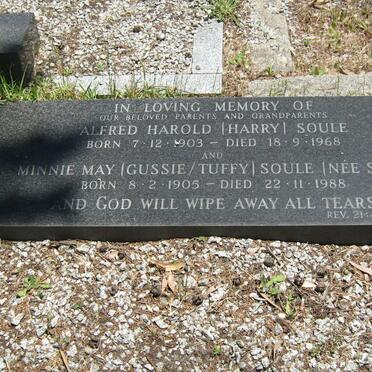 IN LOVING MEMORY OF
OUR BELOVED PARENTS AND GRANDPARENTS
ALFRED HAROLD (HARRY) SOULE
BORN 7-12-1903 – DIED 18-9-1968
AND
MINNIE MAY (GUSSIE/TUFFY) SOULE (NÉE S
BORN 8-2-1905 – DIED 22-11-1988
AND GOD WILL WIPE AWAY ALL TEARS
REV. 21: